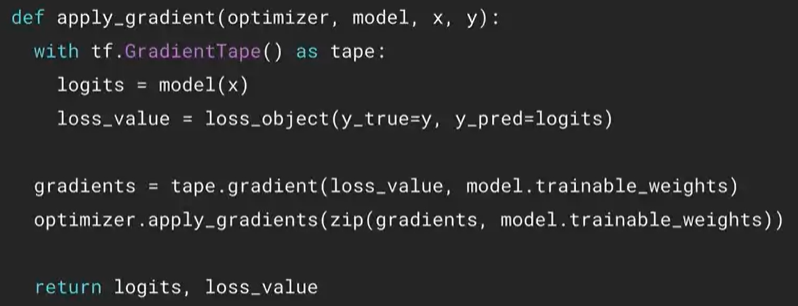 def apply_gradient(optimizer, model, x, y):
  with tf.GradientTape() as tape:
    logits = model(x)
    loss_value = loss_object(y_true=y, y_pred=logits)

  gradients = tape.gradient(loss_value, model.trainable_weights)
  optimizer.apply_gradients(zip(gradients, model.trainable_weights))

  return logits, loss_value